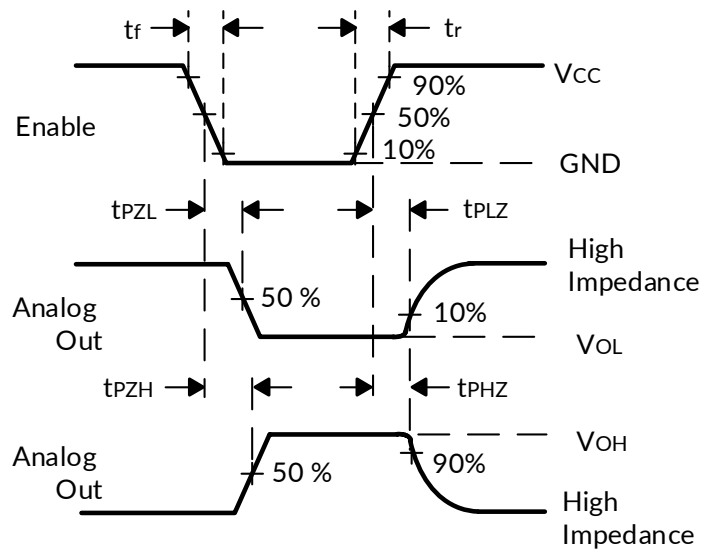 tf
tr
VCC
90%
Enable
50%
10%
GND
tPZL
tPLZ
High
Impedance
50 %
10%
Analog
Out
VOL
tPZH
tPHZ
VOH
Analog
Out
50 %
90%
High
Impedance